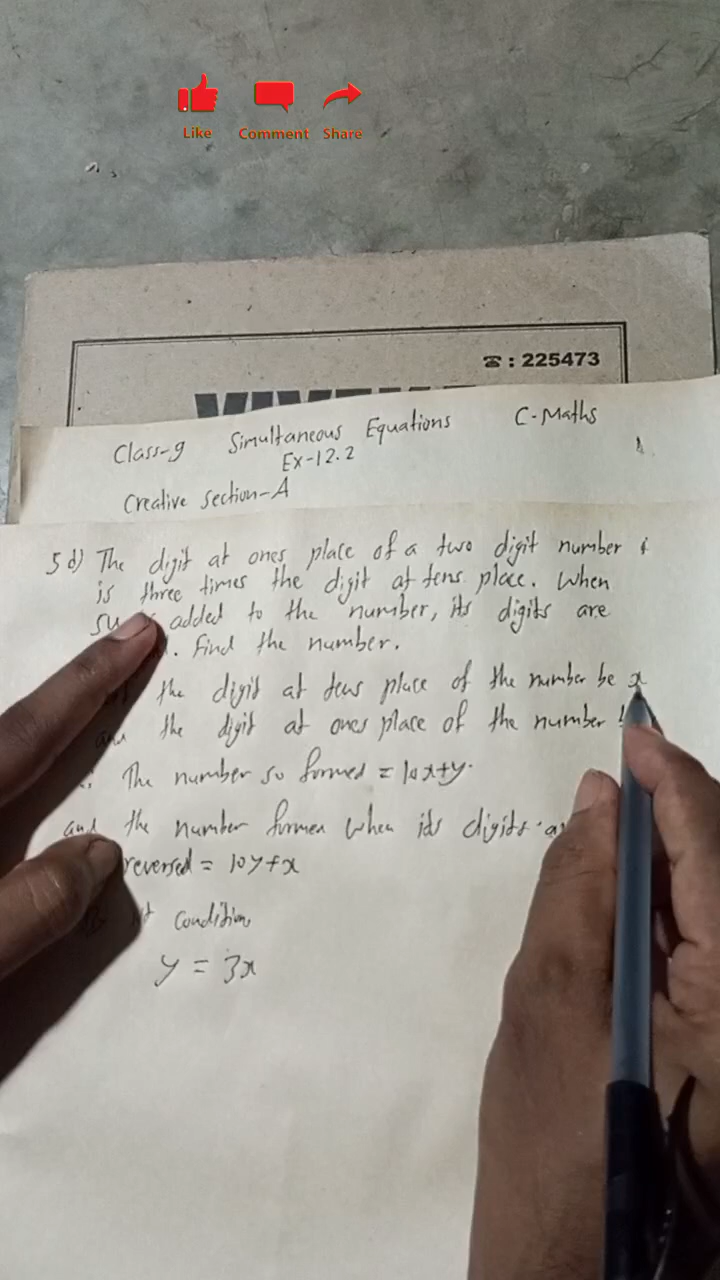 Like Comment Share
: 225473
Class-9 Simultaneous Equations C-Maths
Ex-12.2
Creative Section-A
5 d) The digit at ones place of a two digit number
is three times the digit at tens place. When
added to the number, its digits are
. Find the number.
the digit at tens place of the number be x
and the digit at ones place of the number
The number so formed = 10x+y.
and the number formen when its digits
reversed = 10y+x
condition,
y = 3x